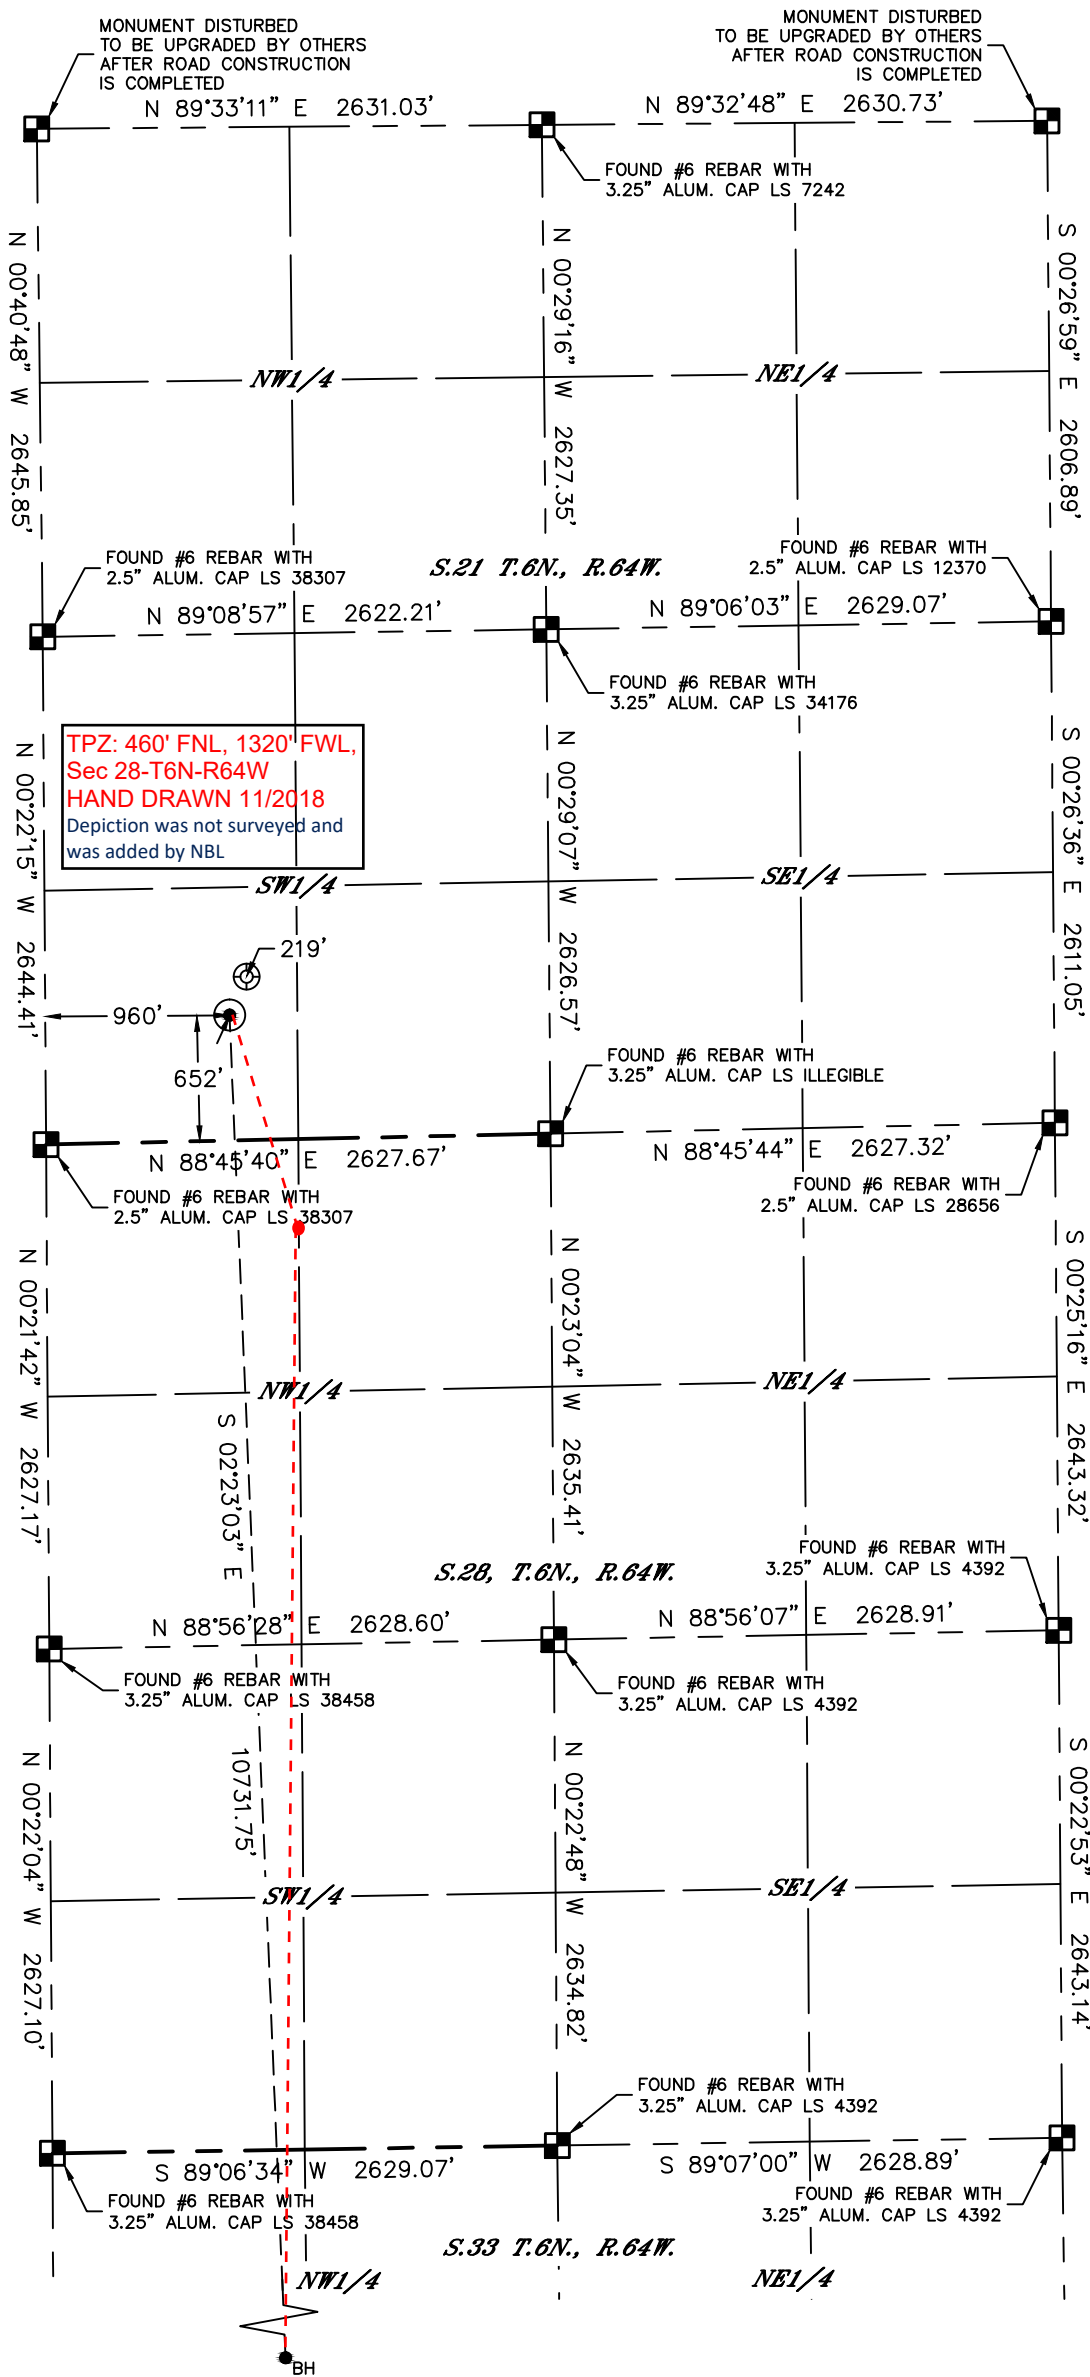 MONUMENT DISTURBED
TO BE UPGRADED BY OTHERS
AFTER ROAD CONSTRUCTION
IS COMPLETED
MONUMENT DISTURBED
TO BE UPGRADED BY OTHERS
AFTER ROAD CONSTRUCTION
IS COMPLETED
N 89°33'11" E 2631.03'
N 89°32'48" E 2630.73'
FOUND #6 REBAR WITH
3.25" ALUM. CAP LS 7242
N 00°40'48" W 2645.85'
N 00°29'16" W 2627.35'
S 00°26'59" E 2606.89'
NW1/4
NE1/4
FOUND #6 REBAR WITH
2.5" ALUM. CAP LS 38307
S.21 T.6N., R.64W.
FOUND #6 REBAR WITH
2.5" ALUM. CAP LS 12370
N 89°08'57" E 2622.21'
N 89°06'03" E 2629.07'
FOUND #6 REBAR WITH
3.25" ALUM. CAP LS 34176
TPZ: 460' FNL, 1320' FWL,
Sec 28-T6N-R64W
HAND DRAWN 11/2018
Depiction was not surveyed and
was added by NBL
N 00°22'15" W 2644.41'
N 00°29'07" W 2626.57'
S 00°26'36" E 2611.05'
SW1/4
SE1/4
219'
960'
652'
FOUND #6 REBAR WITH
3.25" ALUM. CAP LS ILLEGIBLE
N 88°45'40" E 2627.67'
N 88°45'44" E 2627.32'
FOUND #6 REBAR WITH
2.5" ALUM. CAP LS 38307
FOUND #6 REBAR WITH
2.5" ALUM. CAP LS 28656
N 00°21'42" W 2627.17'
N 00°23'04" W 2635.41'
S 00°25'16" E 2643.32'
NW1/4
NE1/4
S 02°23'03" E
10731.75'
S.28, T.6N., R.64W.
FOUND #6 REBAR WITH
3.25" ALUM. CAP LS 4392
N 88°56'28" E 2628.60'
N 88°56'07" E 2628.91'
FOUND #6 REBAR WITH
3.25" ALUM. CAP LS 38458
FOUND #6 REBAR WITH
3.25" ALUM. CAP LS 4392
N 00°22'04" W 2627.10'
N 00°22'48" W 2634.82'
S 00°22'53" E 2643.14'
SW1/4
SE1/4
FOUND #6 REBAR WITH
3.25" ALUM. CAP LS 4392
S 89°06'34" W 2629.07'
S 89°07'00" W 2628.89'
FOUND #6 REBAR WITH
3.25" ALUM. CAP LS 38458
FOUND #6 REBAR WITH
3.25" ALUM. CAP LS 4392
S.33 T.6N., R.64W.
NW1/4
NE1/4
BH